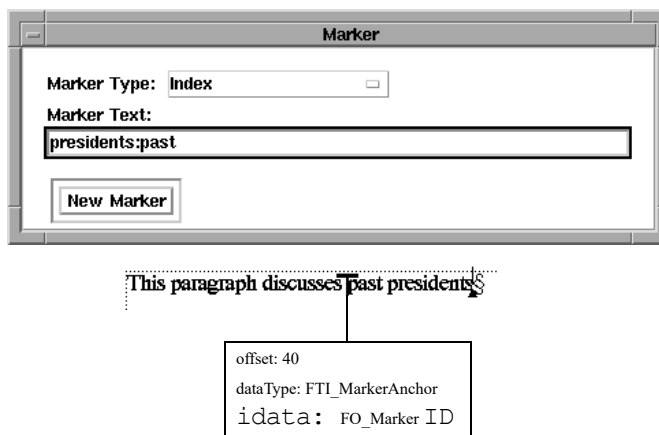 Marker
Marker Type: Index
Marker Text:
presidents:past
New Marker
This paragraph discusses past presidents§
offset: 40
dataType: FTI_MarkerAnchor
idata: FO_Marker ID